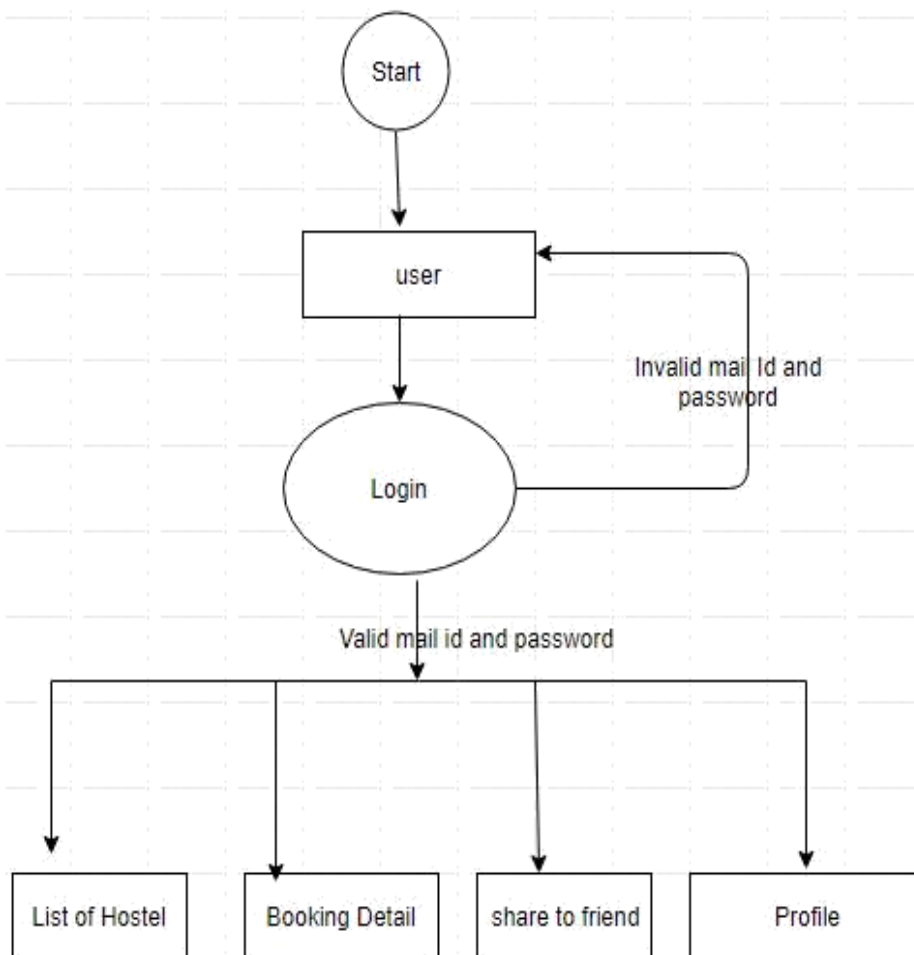 Start
user
Invalid mail Id and
password
Login
Valid mail id and password
List of Hostel
Booking Detail
share to friend
Profile